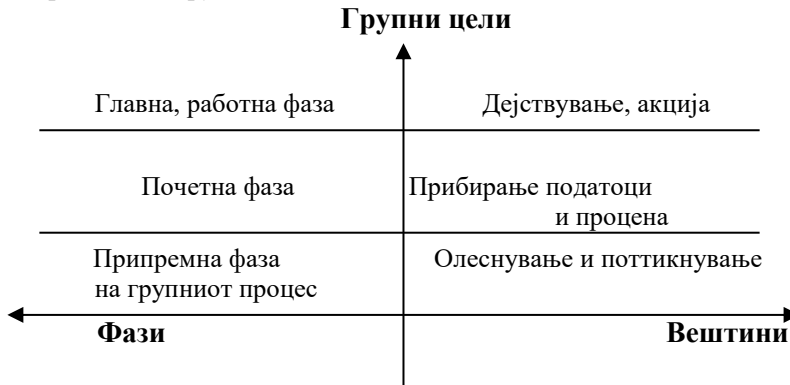 Групни цели
Главна, работна фаза
Дејствување, акција
Почетна фаза
Прибирање податоци
и процена
Припремна фаза
на групниот процес
Олеснување и поттикнување
Фази
Вештини